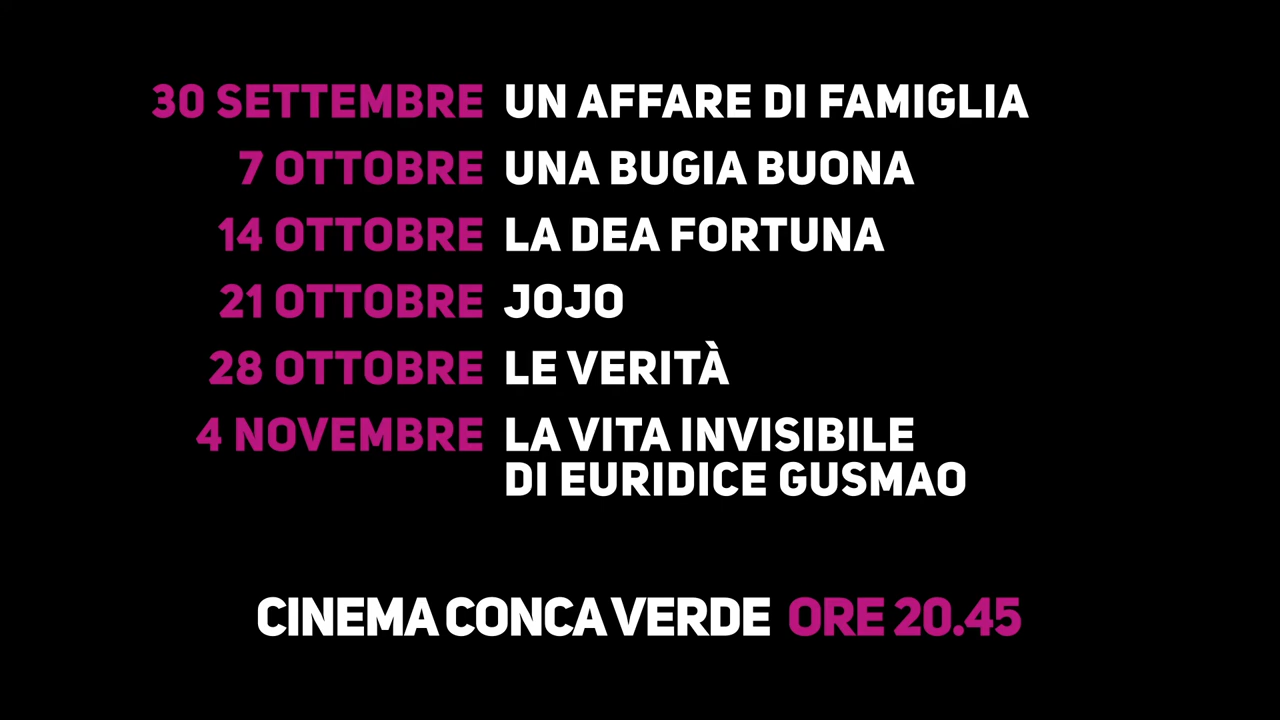 30 SETTEMBRE UN AFFARE DI FAMIGLIA
7 OTTOBRE UNA BUGIA BUONA
14 OTTOBRE LA DEA FORTUNA
21 OTTOBRE JOJO
28 OTTOBRE LE VERITÀ
4 NOVEMBRE LA VITA INVISIBILE
DI EURIDICE GUSMAO
CINEMA CONCA VERDE ORE 20.45